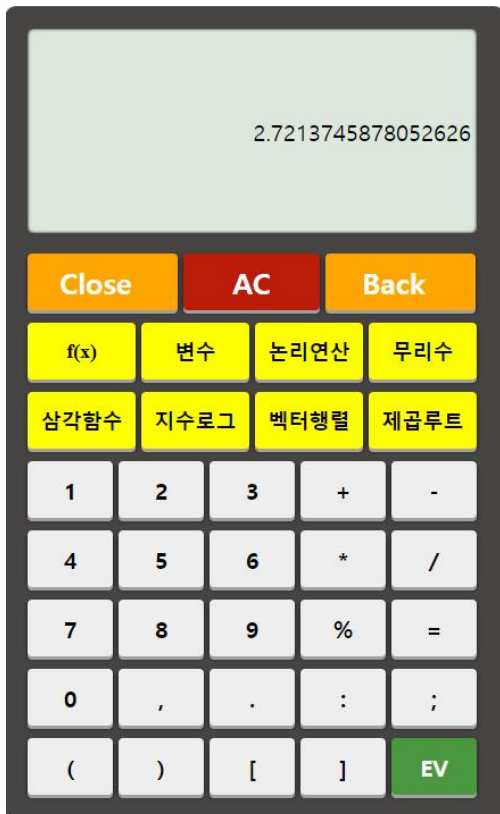 2.7213745878052626
Close AC Back
f(x) 변수 논리연산 무리수
삼각함수 지수로그 벡터행렬 제곱루트
1 2 3 + -
4 5 6 * /
7 8 9 % =
0 , . : ;
( ) [ ] EV